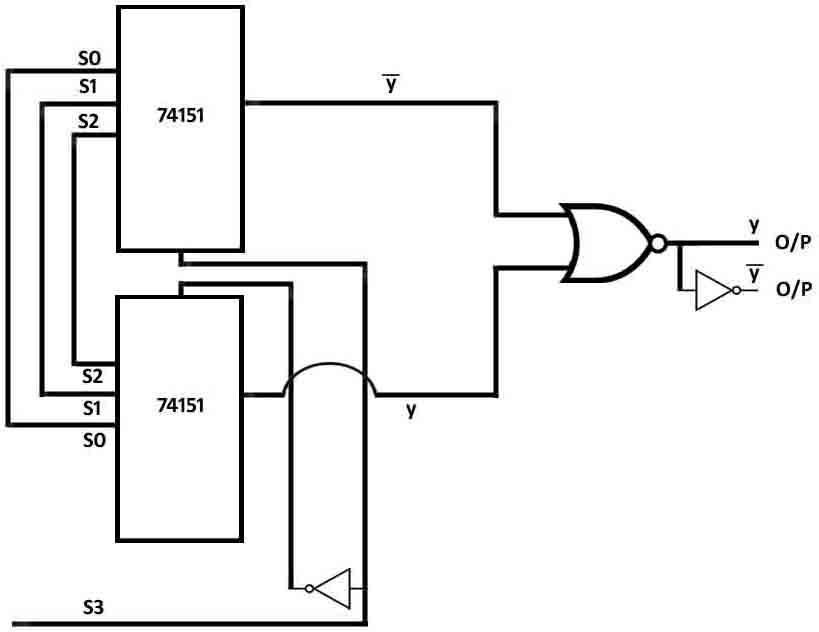 S0
S1
S2
74151
y̅
y O/P
y̅ O/P
S2
S1
S0
74151
y
S3